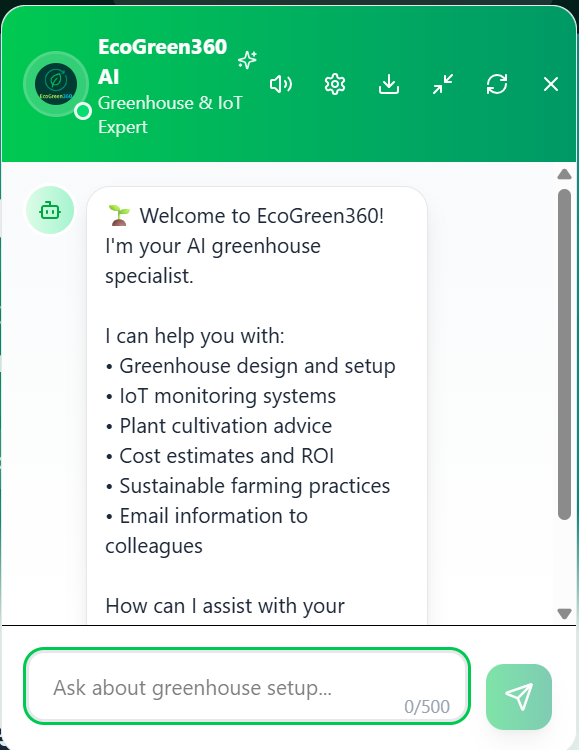 EcoGreen360
AI
Greenhouse & IoT
Expert
EcoGreen360
Welcome to EcoGreen360!
I'm your AI greenhouse
specialist.
I can help you with:
• Greenhouse design and setup
• IoT monitoring systems
• Plant cultivation advice
• Cost estimates and ROI
• Sustainable farming practices
• Email information to
colleagues
How can I assist with your
Ask about greenhouse setup...
0/500